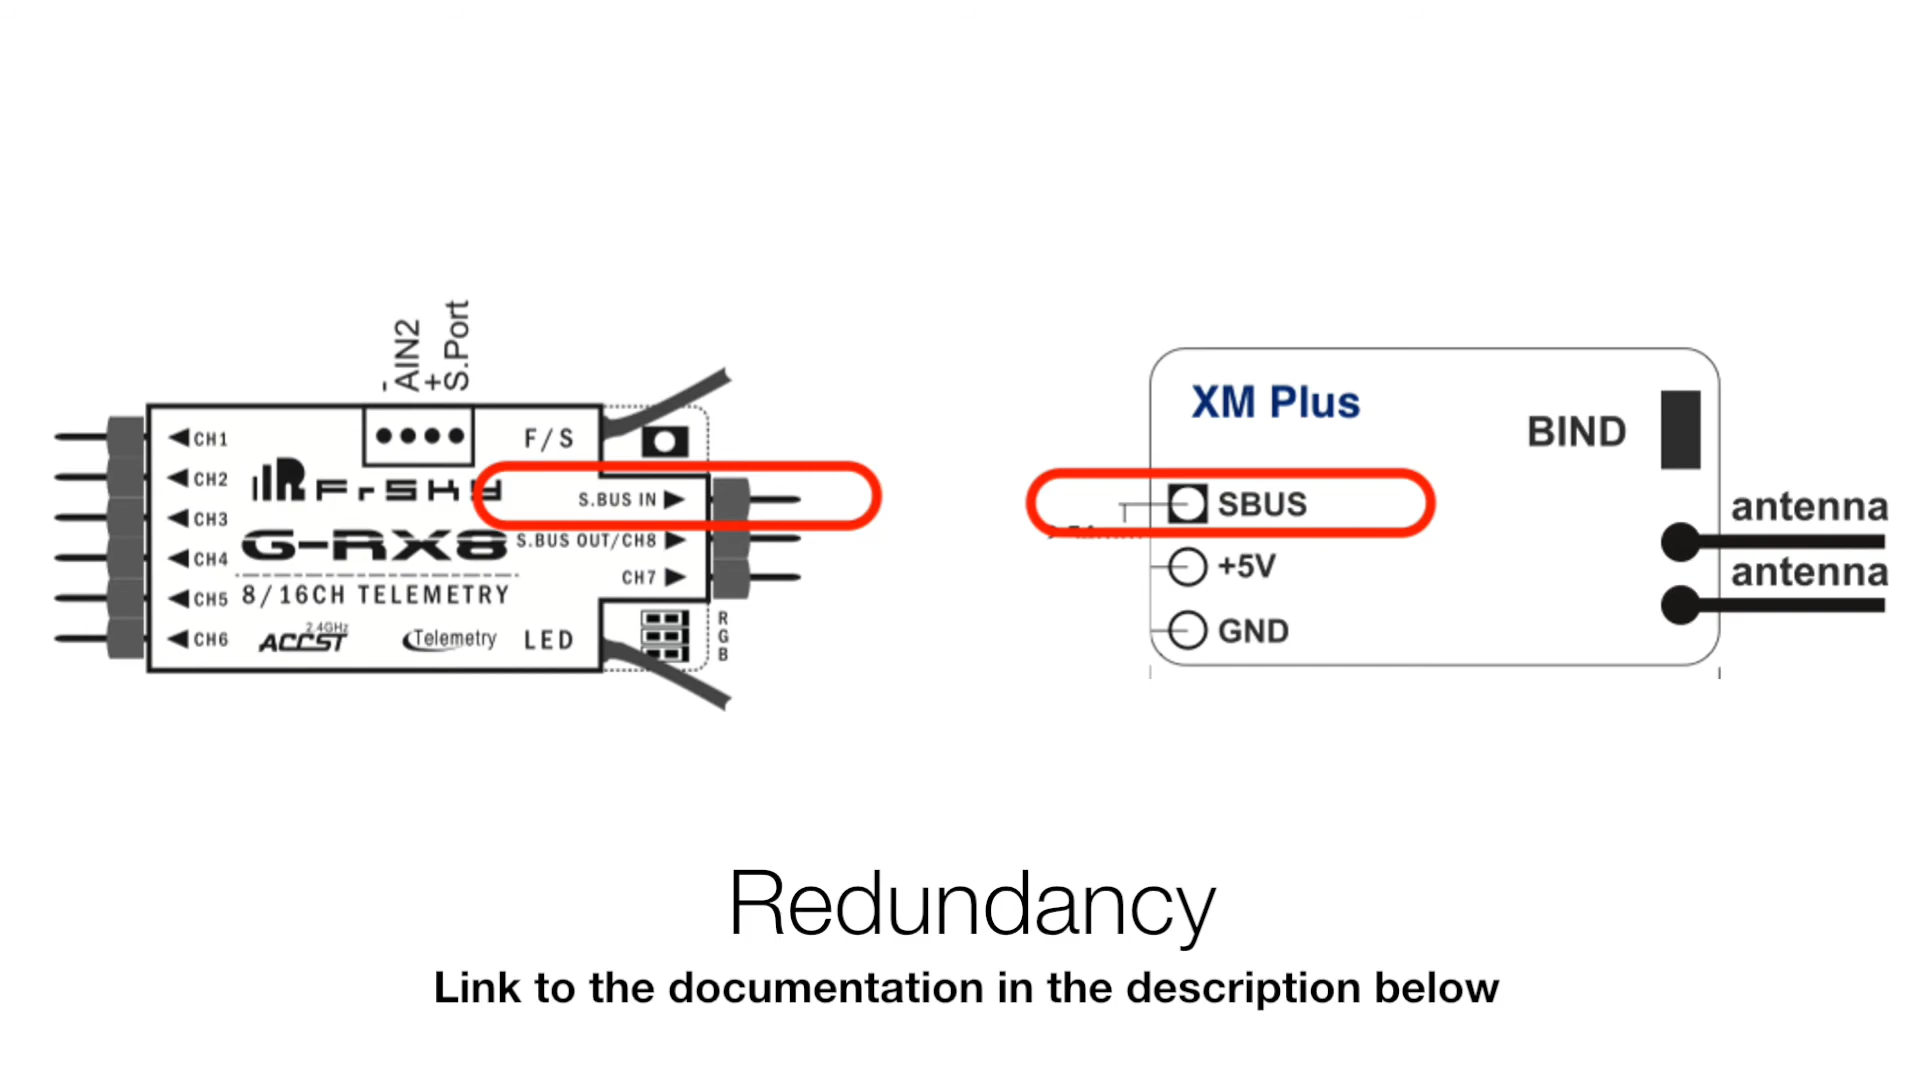 - AIN2 + S.Port
CH1
CH2
CH3
CH4
CH5
CH6
F/S
FrSKY
S.BUS IN
G-RX8
S.BUS OUT/CH8
CH7
8/16CH TELEMETRY
2.4GHz
ACCST
Telemetry
LED
R
G
B
XM Plus
BIND
SBUS
+5V
GND
antenna
antenna
Redundancy
Link to the documentation in the description below